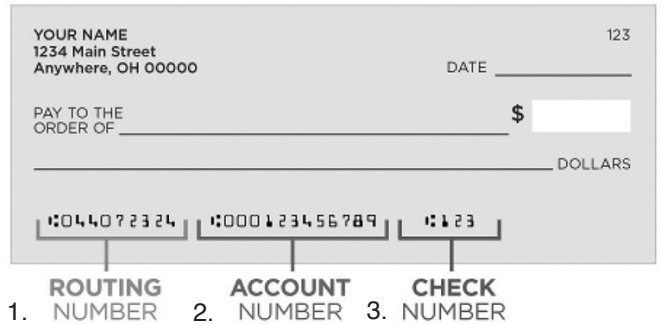 YOUR NAME 123
1234 Main Street
Anywhere, OH 00000
DATE
PAY TO THE
ORDER OF $
DOLLARS
⑆044072324 ⑆000123456789 ⑆123
ROUTING ACCOUNT CHECK
1. NUMBER 2. NUMBER 3. NUMBER